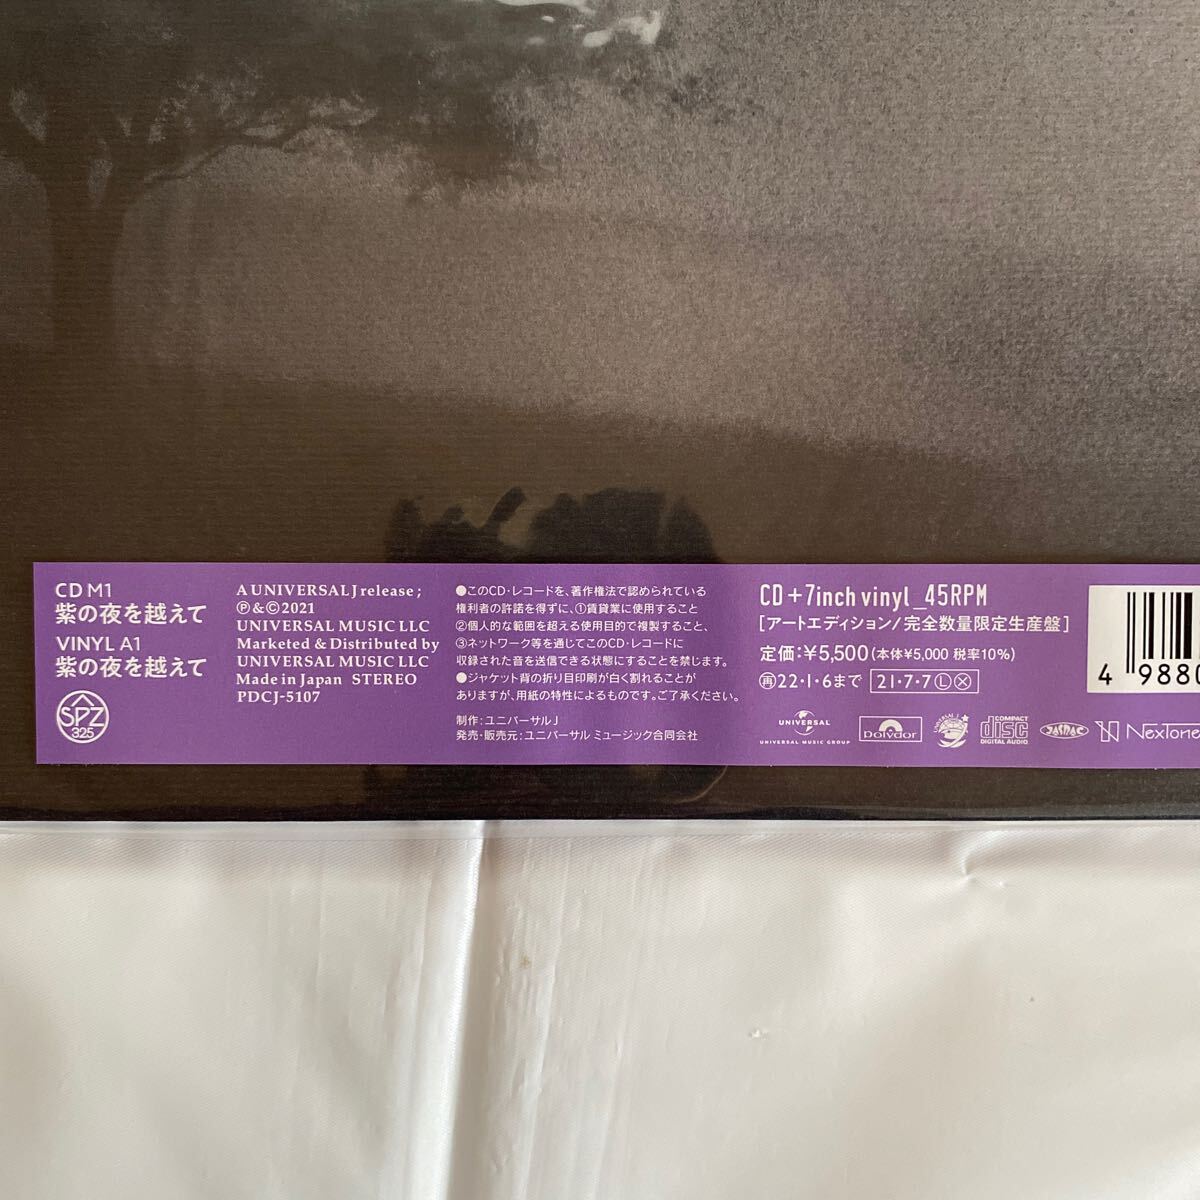 CD M1
紫の夜を越えて
VINYL A1
紫の夜を越えて
SPZ
325
A UNIVERSAL J release ;
Ⓟ&©2021
UNIVERSAL MUSIC LLC
Marketed & Distributed by
UNIVERSAL MUSIC LLC
Made in Japan STEREO
PDCJ-5107
●このCD・レコードを、著作権法で認められている
権利者の許諾を得ずに、①賃貸業に使用すること
②個人的な範囲を超える使用目的で複製すること、
③ネットワーク等を通じてこのCD・レコードに
収録された音を送信できる状態にすることを禁じます。
●ジャケット背の折り目印刷が白く割れることが
ありますが、用紙の特性によるものです。ご了承ください。
制作：ユニバーサルJ
発売・販売元：ユニバーサル ミュージック合同会社
CD+7inch vinyl_45RPM
[アートエディション/完全数量限定生産盤]
定価：¥5,500(本体¥5,000 税率10%)
㊢22・1・6まで 21・7・7Ⓛⓧ
UNIVERSAL
UNIVERSAL MUSIC GROUP
polydor
COMPACT
disc
DIGITAL AUDIO
JASRAC
NexTone
4 9880